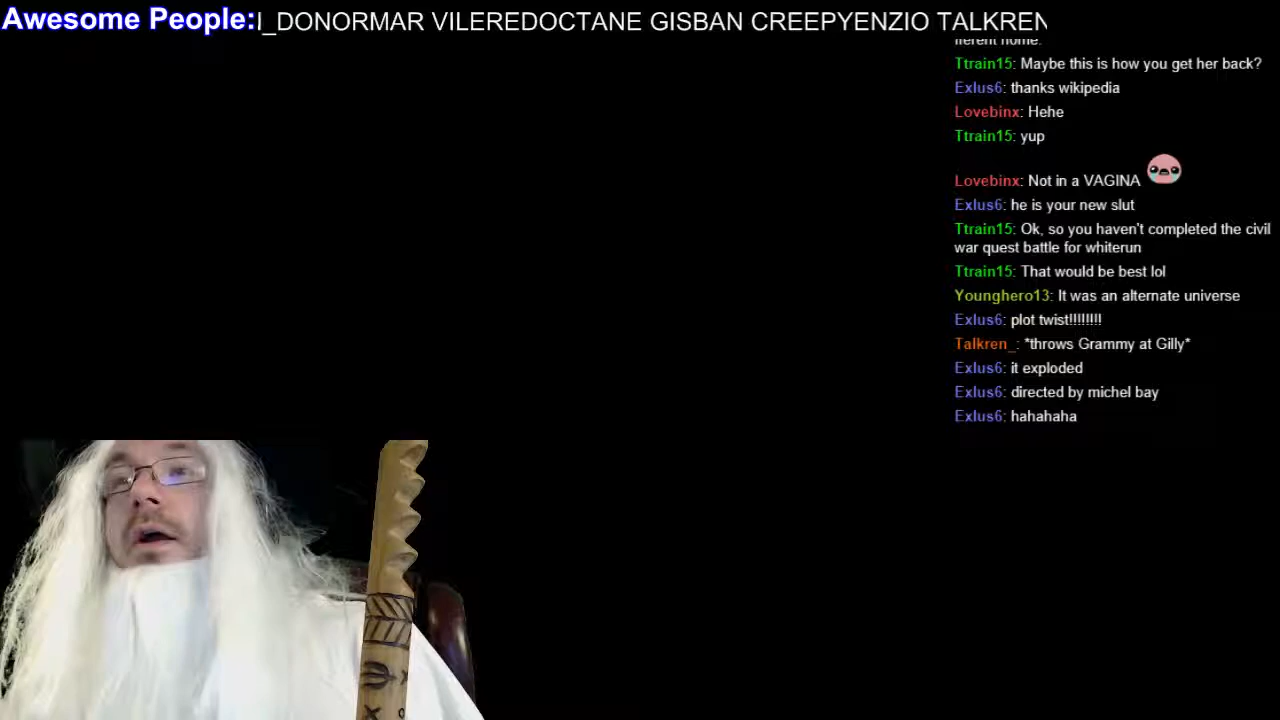 Awesome People: I_DONORMAR VILEREDOCTANE GISBAN CREEPYENZIO TALKREN
fferent home.
Ttrain15: Maybe this is how you get her back?
Exlus6: thanks wikipedia
Lovebinx: Hehe
Ttrain15: yup
Lovebinx: Not in a VAGINA
Exlus6: he is your new slut
Ttrain15: Ok, so you haven't completed the civil
war quest battle for whiterun
Ttrain15: That would be best lol
Younghero13: It was an alternate universe
Exlus6: plot twist!!!!!!!!
Talkren_: *throws Grammy at Gilly*
Exlus6: it exploded
Exlus6: directed by michel bay
Exlus6: hahahaha